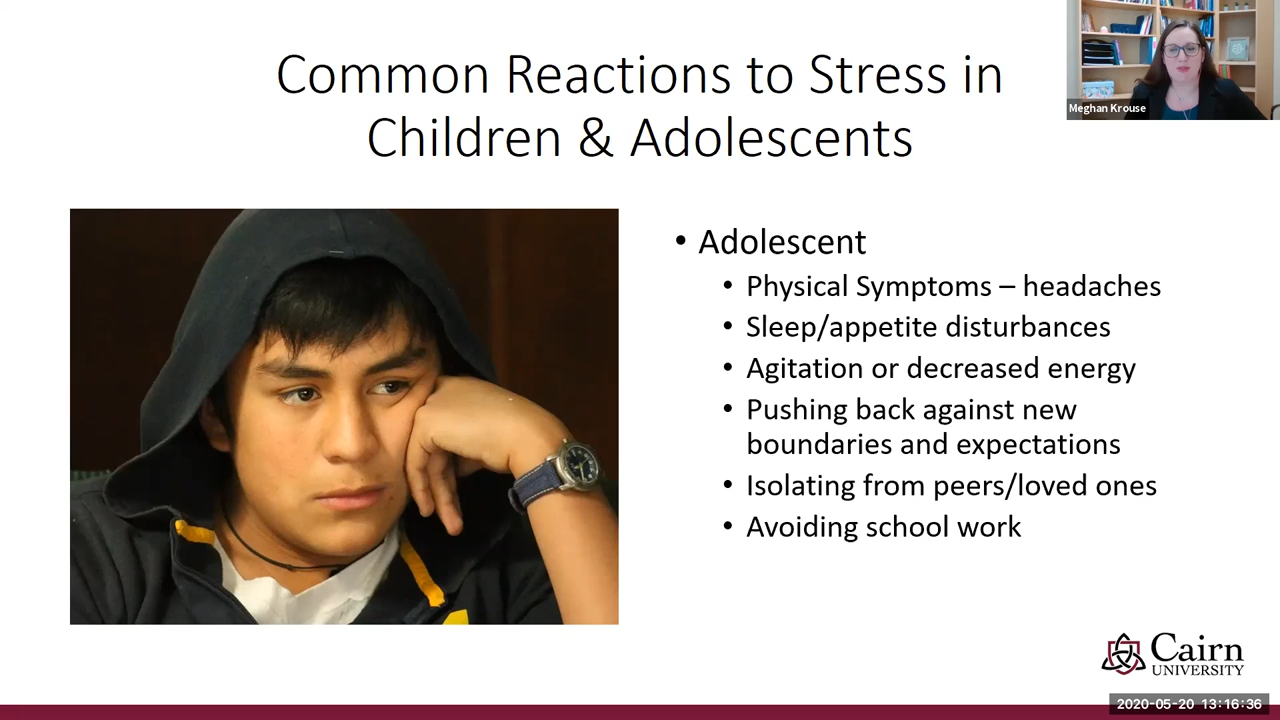 Common Reactions to Stress in
Children & Adolescents
Meghan Krouse
• Adolescent
• Physical Symptoms – headaches
• Sleep/appetite disturbances
• Agitation or decreased energy
• Pushing back against new
boundaries and expectations
• Isolating from peers/loved ones
• Avoiding school work
Cairn
UNIVERSITY
2020-05-20 13:16:36